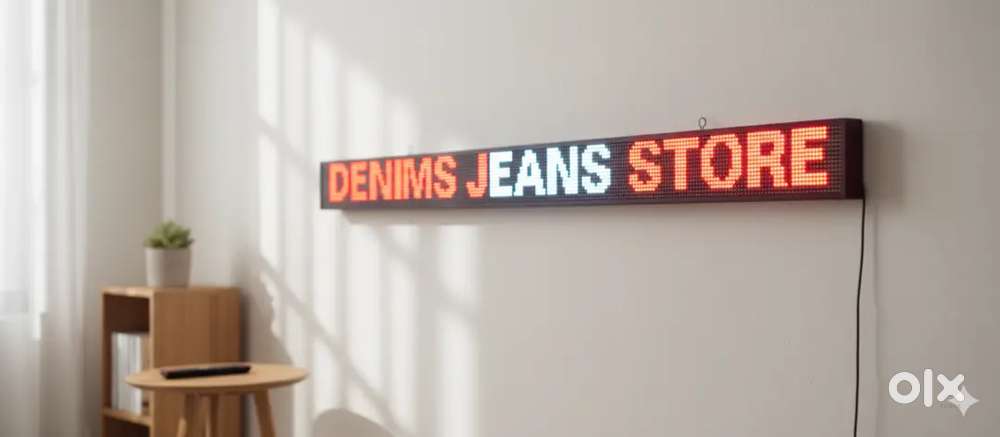 DENIMS JEANS STORE
olx